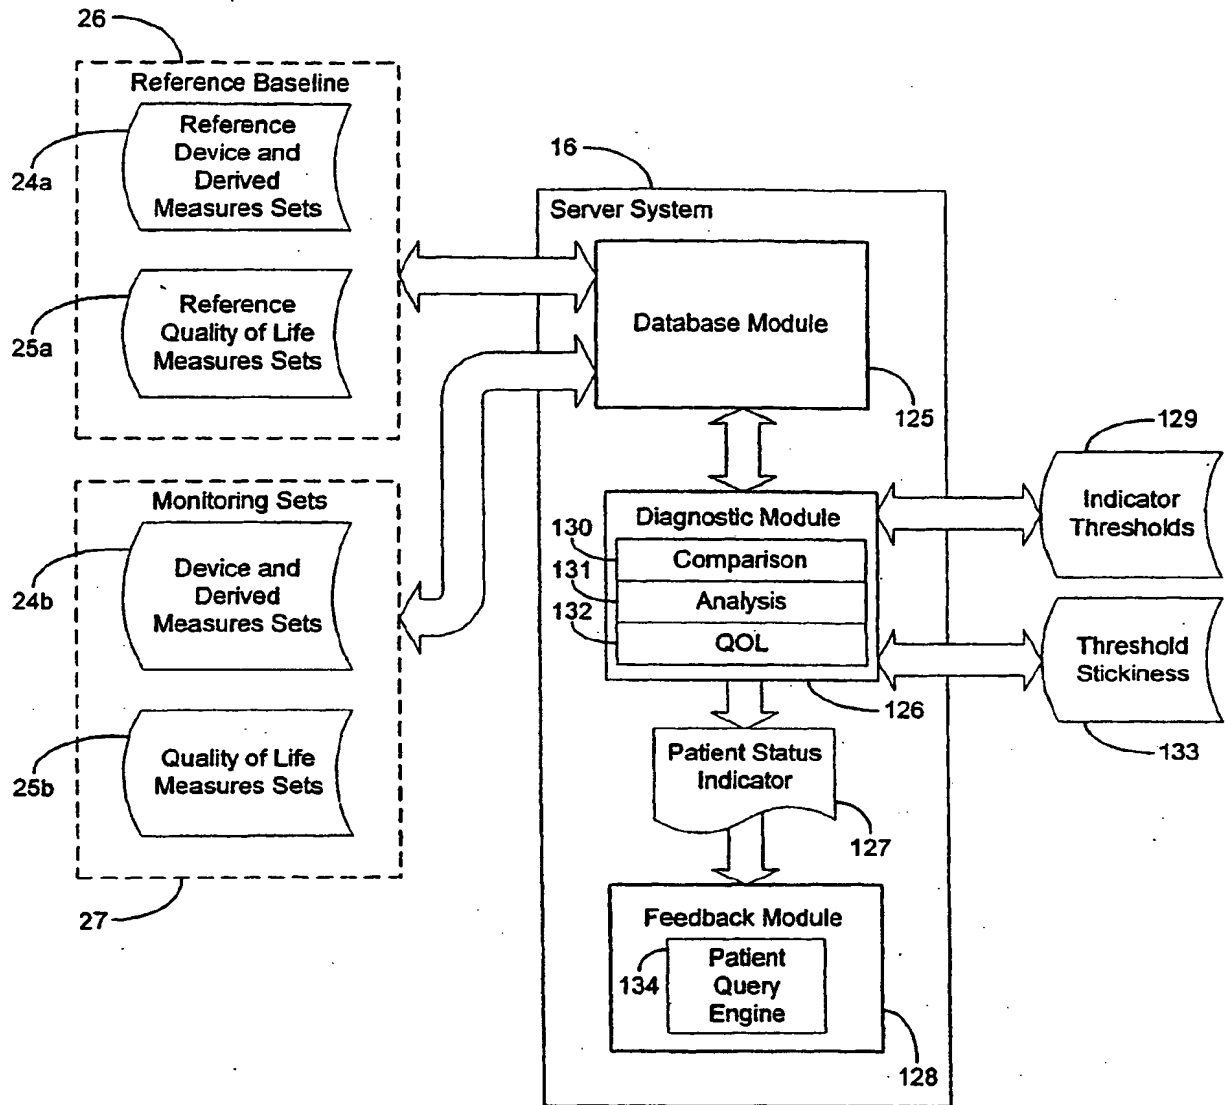 26
Reference Baseline
Reference
Device and
Derived
Measures Sets
24a
Reference
Quality of Life
Measures Sets
25a
Monitoring Sets
Device and
Derived
Measures Sets
24b
Quality of Life
Measures Sets
25b
27
16
Server System
Database Module
125
Diagnostic Module
130
Comparison
131
Analysis
132
QOL
126
129
Indicator
Thresholds
Threshold
Stickiness
133
Patient Status
Indicator
127
Feedback Module
134
Patient
Query
Engine
128